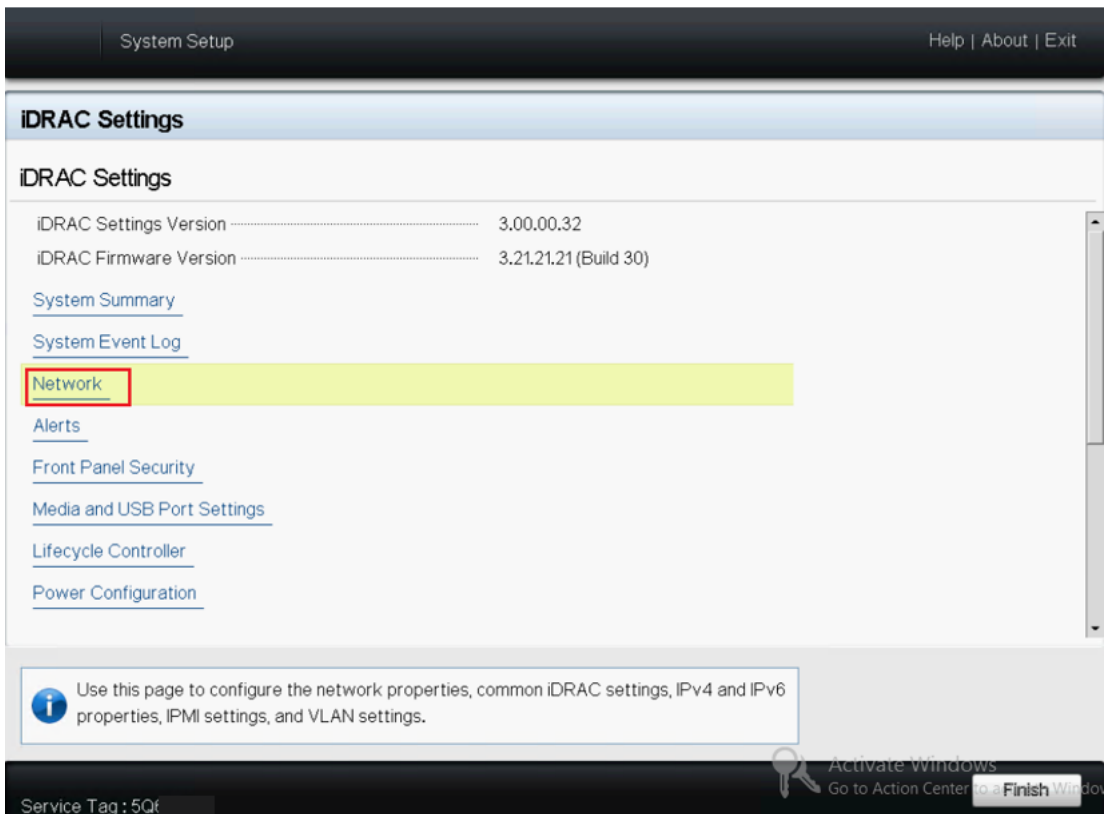 System Setup
Help | About | Exit
iDRAC Settings
iDRAC Settings
iDRAC Settings Version 3.00.00.32
iDRAC Firmware Version 3.21.21.21 (Build 30)
System Summary
System Event Log
Network
Alerts
Front Panel Security
Media and USB Port Settings
Lifecycle Controller
Power Configuration
Use this page to configure the network properties, common iDRAC settings, IPv4 and IPv6
properties, IPMI settings, and VLAN settings.
Activate Windows
Go to Action Center to a
Finish
Service Tag : 5Q